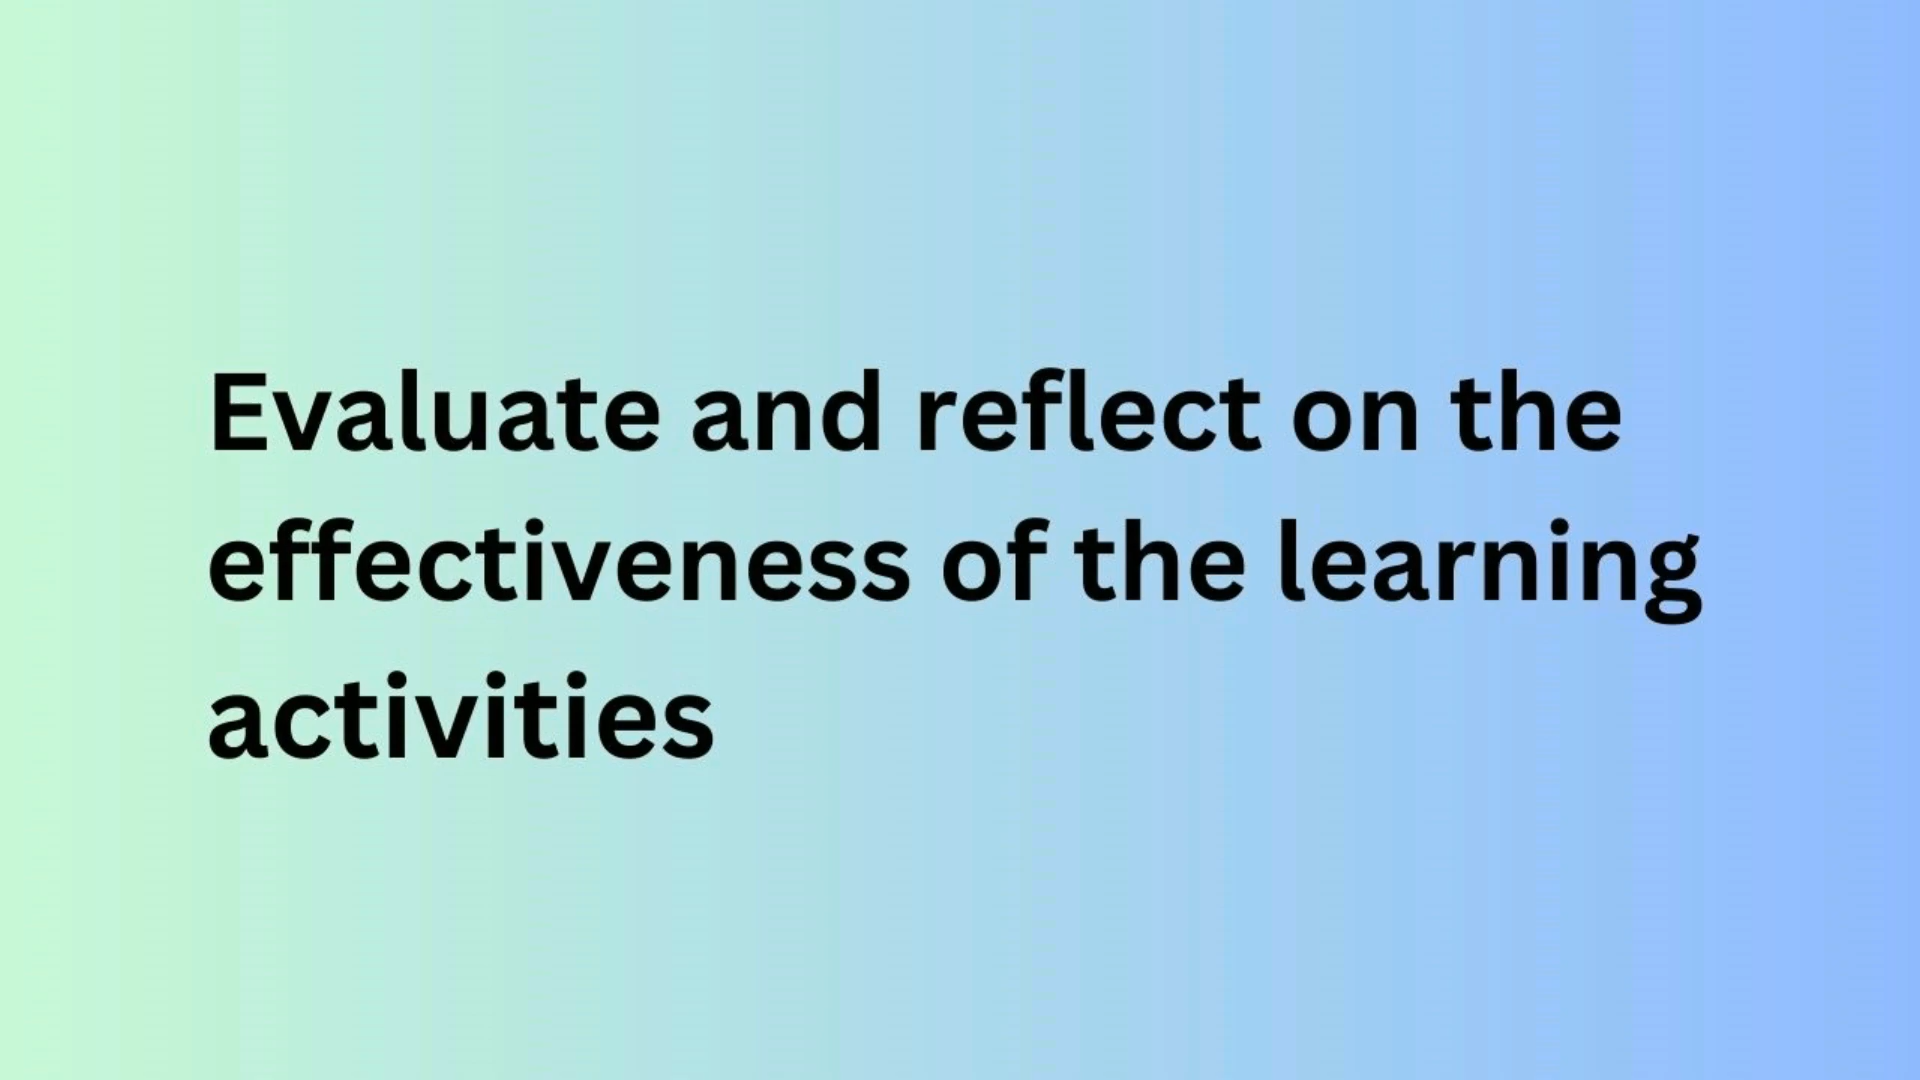 Evaluate and reflect on the
effectiveness of the learning
activities